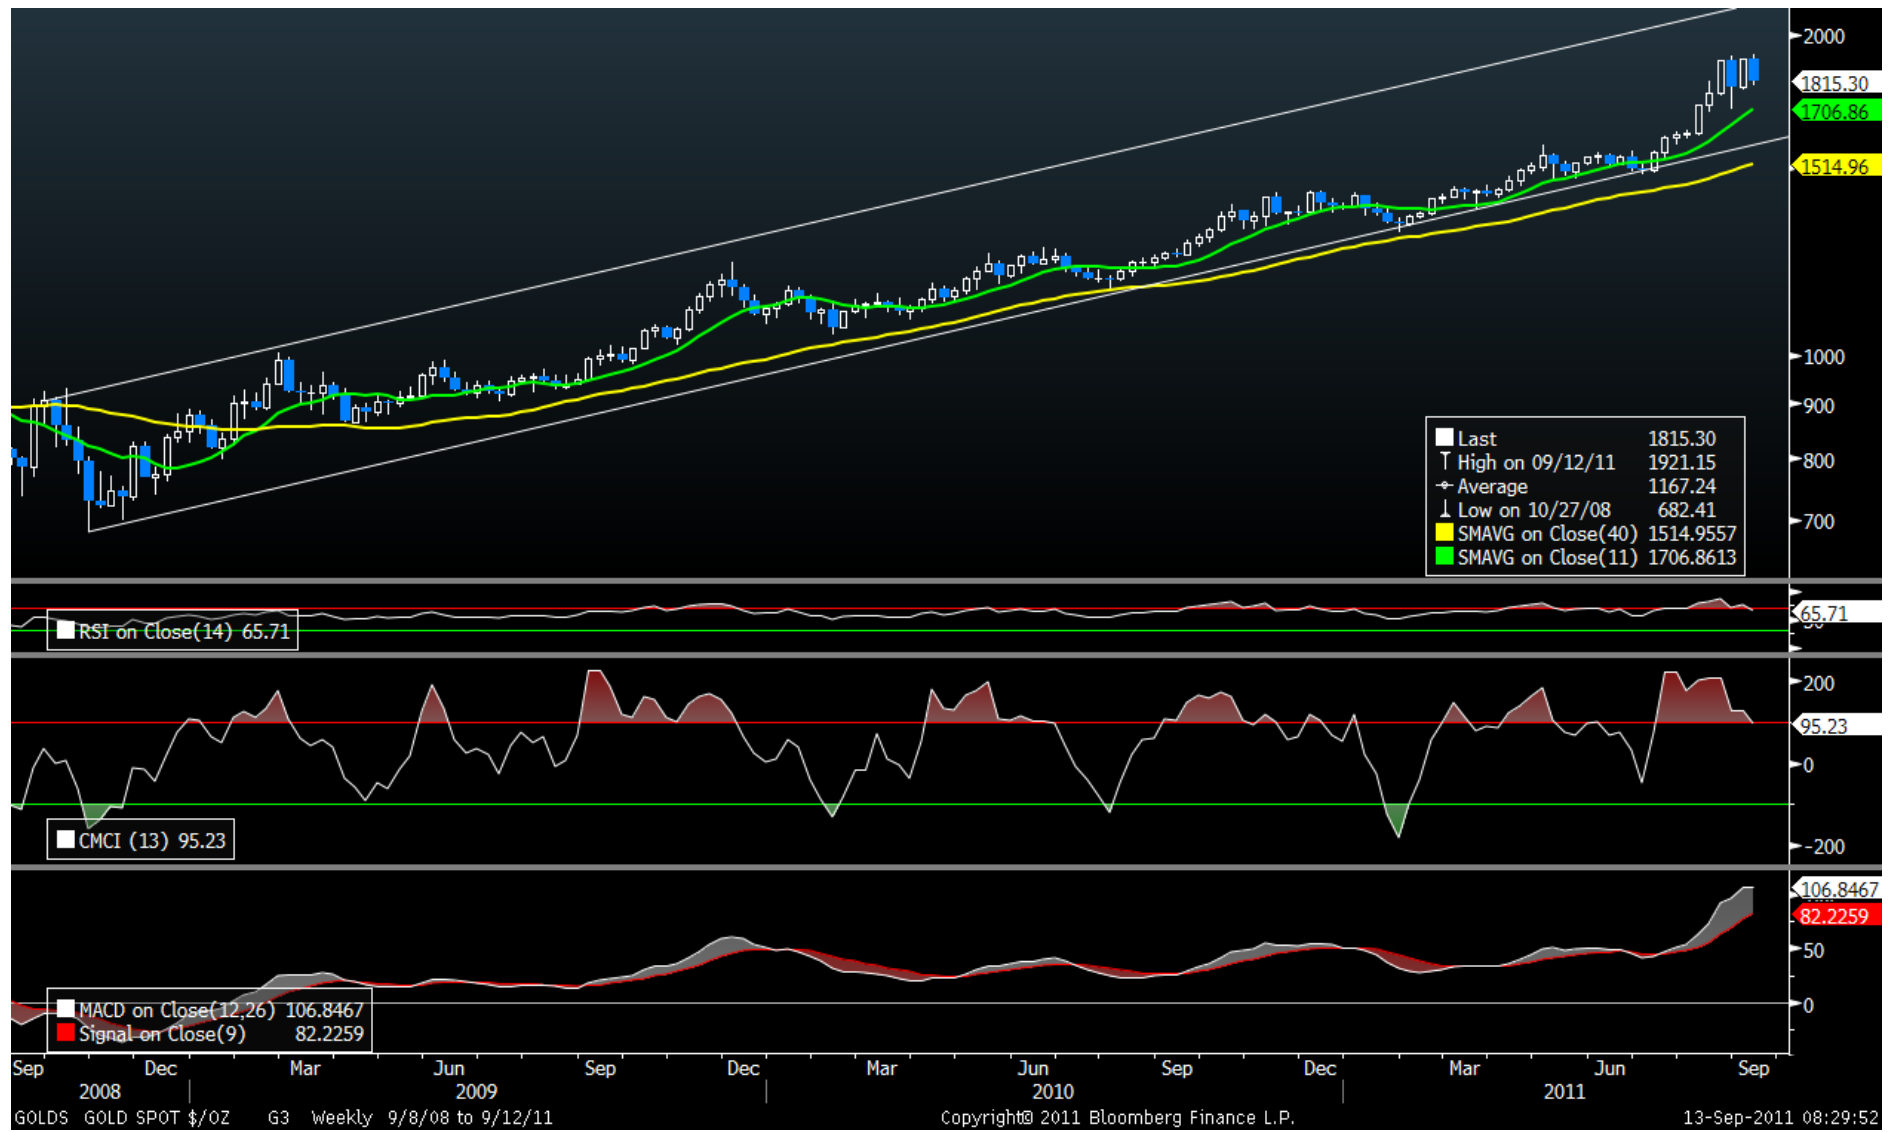 2000
1815.30
1706.86
1514.96
1000
900
800
700
Last 1815.30
High on 09/12/11 1921.15
Average 1167.24
Low on 10/27/08 682.41
SMAVG on Close(40) 1514.9557
SMAVG on Close(11) 1706.8613
65.71
RSI on Close(14) 65.71
200
95.23
0
-200
CMCI (13) 95.23
106.8467
82.2259
50
0
MACD on Close(12,26) 106.8467
Signal on Close(9) 82.2259
Sep Dec Mar Jun Sep Dec Mar Jun Sep Dec Mar Jun Sep
2008 2009 2010 2011
GOLDS GOLD SPOT $/OZ G3 Weekly 9/8/08 to 9/12/11 Copyright© 2011 Bloomberg Finance L.P. 13-Sep-2011 08:29:52